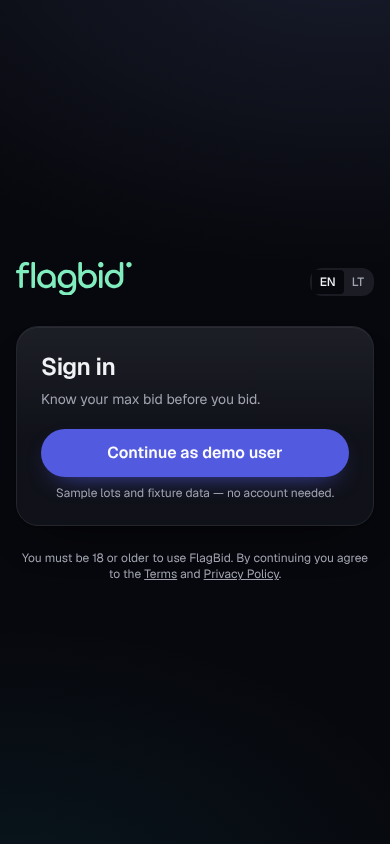 flagbid
EN LT
Sign in
Know your max bid before you bid.
Continue as demo user
Sample lots and fixture data — no account needed.
You must be 18 or older to use FlagBid. By continuing you agree
to the Terms and Privacy Policy.